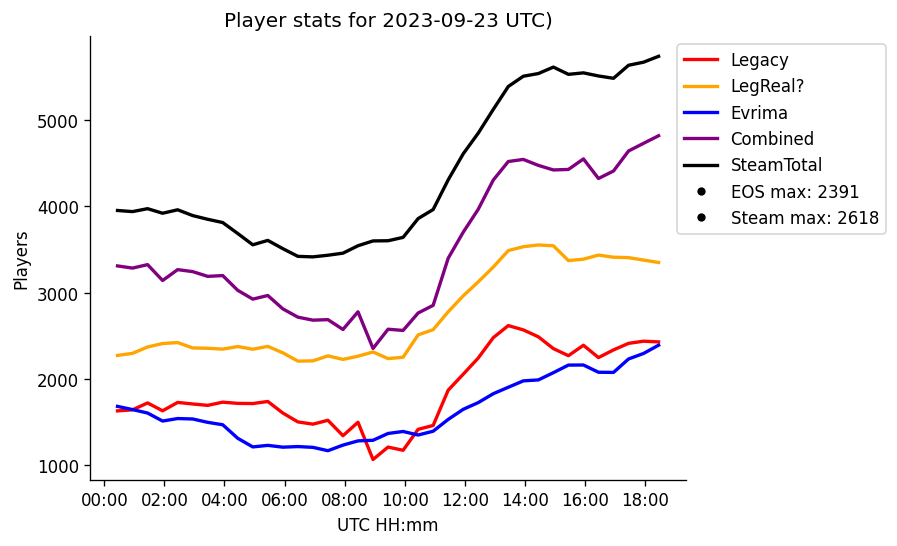 Player stats for 2023-09-23 UTC)
Legacy
LegReal?
Evrima
Combined
SteamTotal
EOS max: 2391
Steam max: 2618
Players
5000
4000
3000
2000
1000
00:00 02:00 04:00 06:00 08:00 10:00 12:00 14:00 16:00 18:00
UTC HH:mm